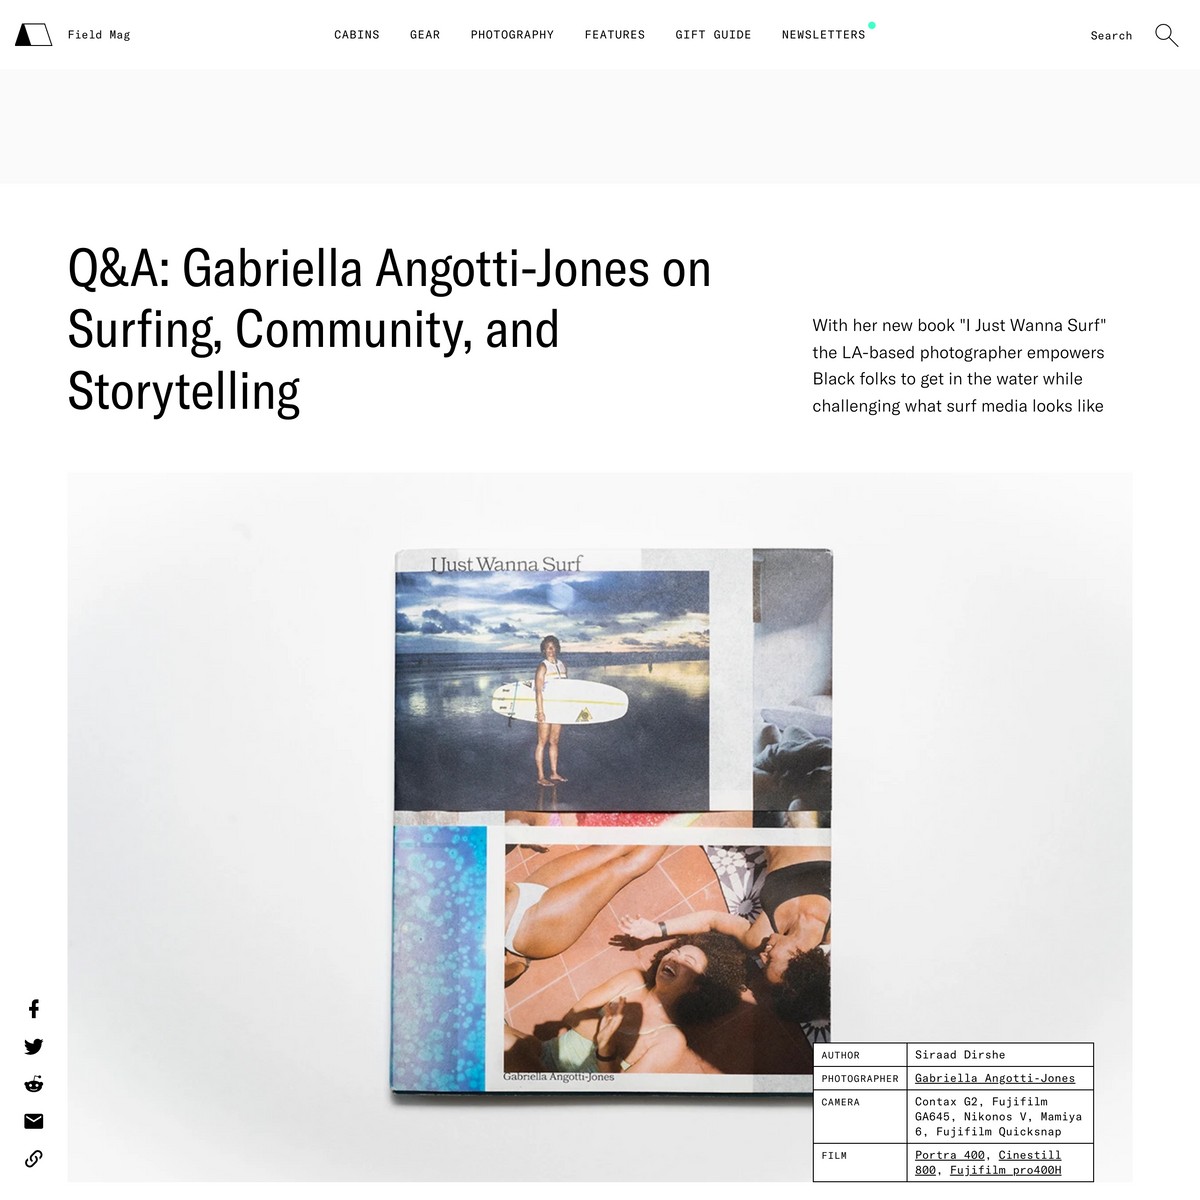 Field Mag
CABINS
GEAR
PHOTOGRAPHY
FEATURES
GIFT GUIDE
NEWSLETTERS
Search
Q&A: Gabriella Angotti-Jones on
Surfing, Community, and
Storytelling
With her new book "I Just Wanna Surf"
the LA-based photographer empowers
Black folks to get in the water while
challenging what surf media looks like
I Just Wanna Surf
Gabriella Angotti-Jones
AUTHOR
Siraad Dirshe
PHOTOGRAPHER
Gabriella Angotti-Jones
CAMERA
Contax G2, Fujifilm
GA645, Nikonos V, Mamiya
6, Fujifilm Quicksnap
FILM
Portra 400, Cinestill
800, Fujifilm pro400H